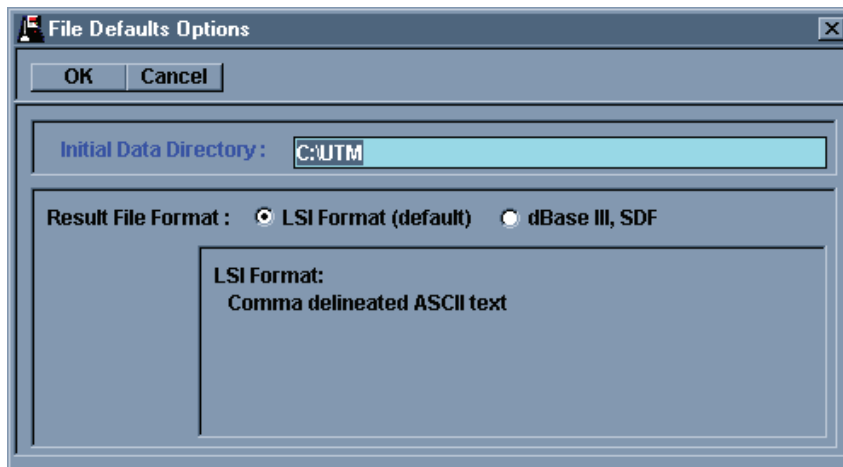 File Defaults Options
OK Cancel
Initial Data Directory : C:\UTM
Result File Format : LSI Format (default) dBase III, SDF
LSI Format:
Comma delineated ASCII text